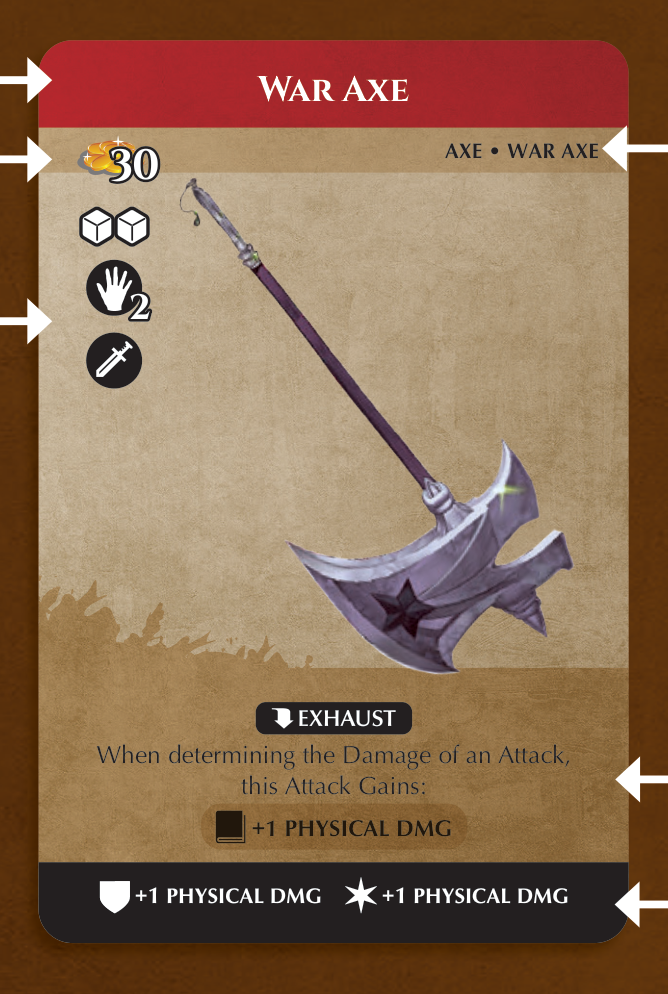 WAR AXE
30
AXE • WAR AXE
2
EXHAUST
When determining the Damage of an Attack,
this Attack Gains:
+1 PHYSICAL DMG
+1 PHYSICAL DMG +1 PHYSICAL DMG